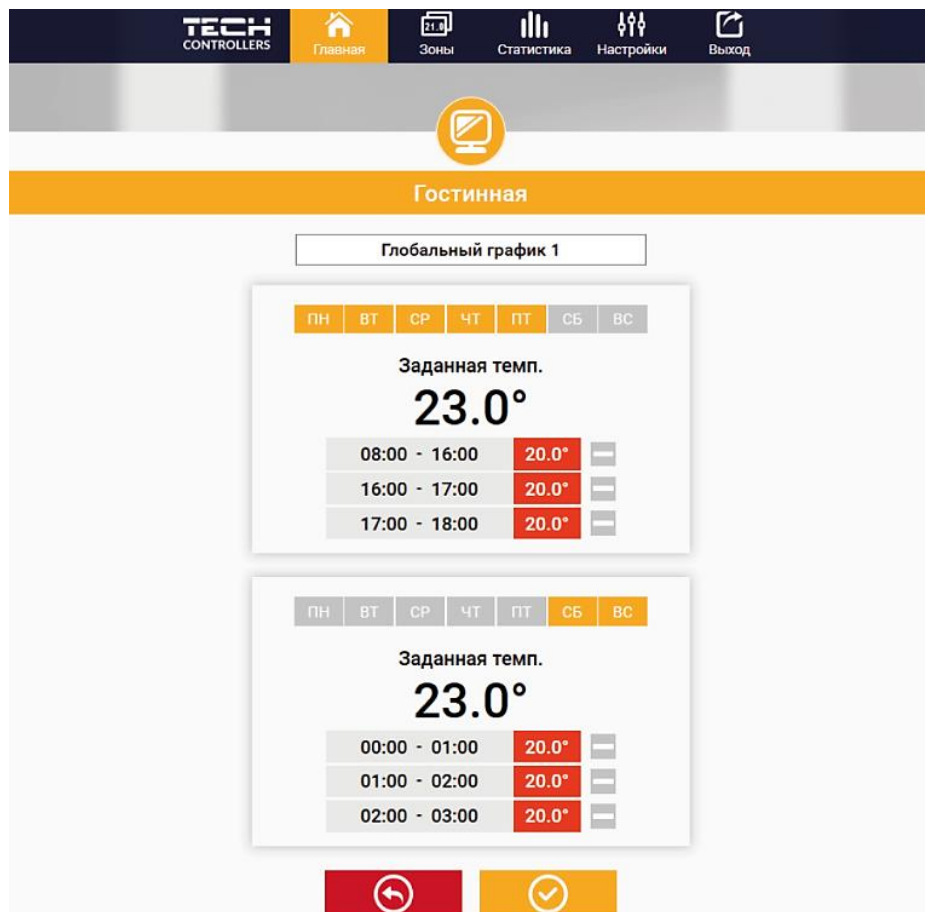 TECH
CONTROLLERS
Главная
21.0
Зоны
Статистика
Настройки
Выход
Гостинная
Глобальный график 1
ПН ВТ СР ЧТ ПТ СБ ВС
Заданная темп.
23.0°
08:00 - 16:00 20.0°
16:00 - 17:00 20.0°
17:00 - 18:00 20.0°
ПН ВТ СР ЧТ ПТ СБ ВС
Заданная темп.
23.0°
00:00 - 01:00 20.0°
01:00 - 02:00 20.0°
02:00 - 03:00 20.0°